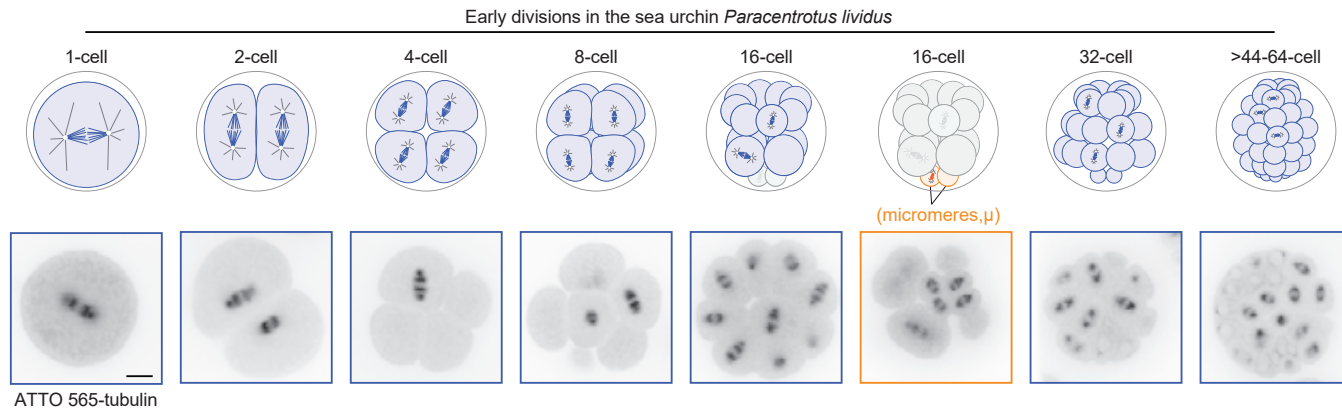 Early divisions in the sea urchin Paracentrotus lividus
1-cell 2-cell 4-cell 8-cell 16-cell 16-cell 32-cell >44-64-cell
(micromeres,μ)
ATTO 565-tubulin